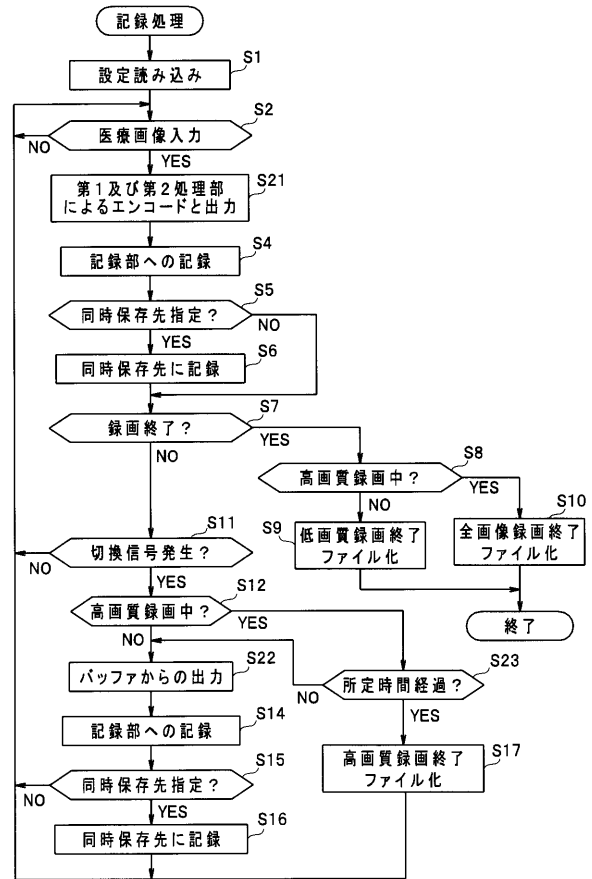 記録処理
S1
設定読み込み
S2
医療画像入力
NO
YES
S21
第1及び第2処理部
によるエンコードと出力
S4
記録部への記録
S5
同時保存先指定？
NO
YES
S6
同時保存先に記録
S7
録画終了？
YES
NO
S8
高画質録画中？
YES
NO
S9
低画質録画終了
ファイル化
S10
全画像録画終了
ファイル化
終了
S11
切換信号発生？
NO
YES
S12
高画質録画中？
YES
NO
S23
所定時間経過？
NO
YES
S22
バッファからの出力
S14
記録部への記録
S17
高画質録画終了
ファイル化
S15
同時保存先指定？
NO
YES
S16
同時保存先に記録